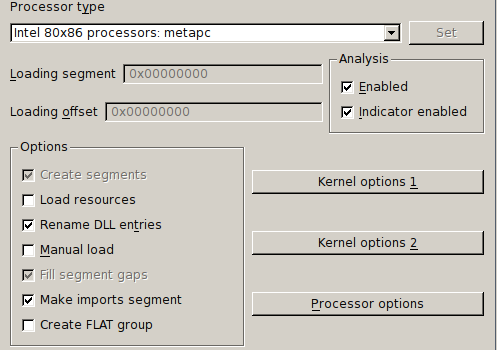 Processor type
Intel 80x86 processors: metapc
Set
Loading segment 0x00000000
Loading offset 0x00000000
Analysis
Enabled
Indicator enabled
Options
Create segments
Load resources
Rename DLL entries
Manual load
Fill segment gaps
Make imports segment
Create FLAT group
Kernel options 1
Kernel options 2
Processor options